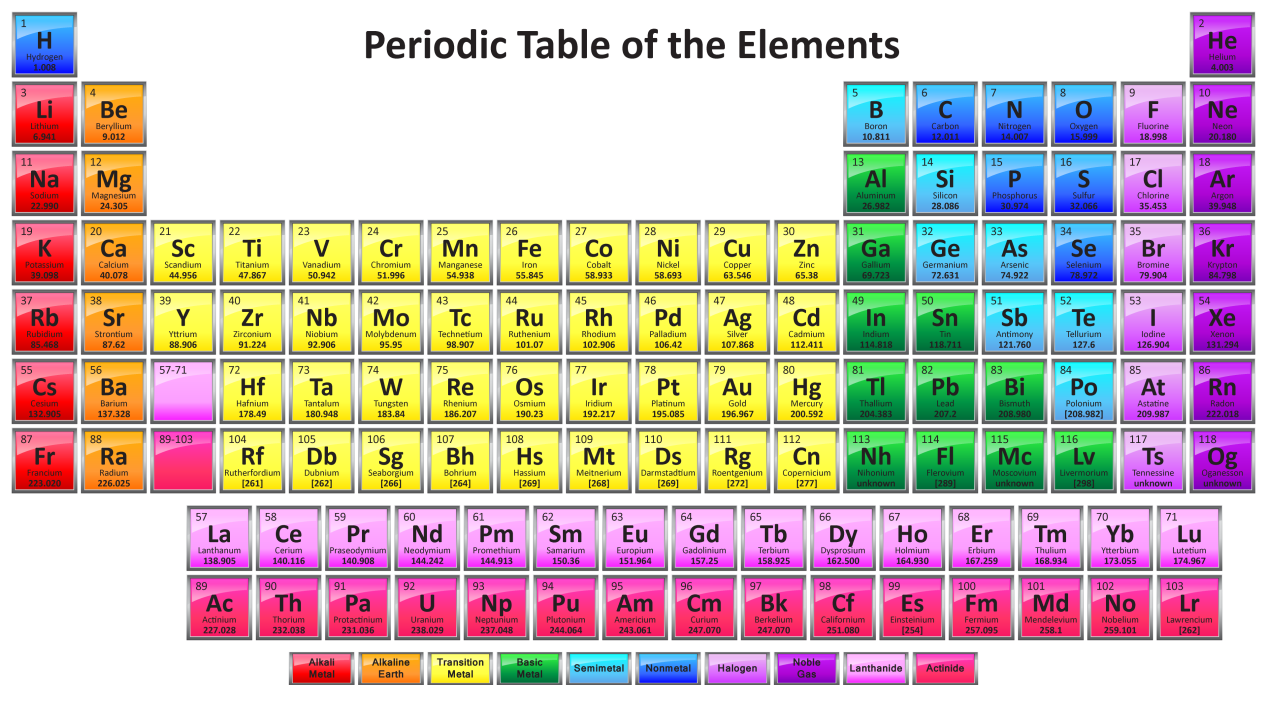 Periodic Table of the Elements
1
H
Hydrogen
1.008
2
He
Helium
4.003
3
Li
Lithium
6.941
4
Be
Beryllium
9.012
5
B
Boron
10.811
6
C
Carbon
12.011
7
N
Nitrogen
14.007
8
O
Oxygen
15.999
9
F
Fluorine
18.998
10
Ne
Neon
20.180
11
Na
Sodium
22.990
12
Mg
Magnesium
24.305
13
Al
Aluminum
26.982
14
Si
Silicon
28.086
15
P
Phosphorus
30.974
16
S
Sulfur
32.066
17
Cl
Chlorine
35.453
18
Ar
Argon
39.948
19
K
Potassium
39.098
20
Ca
Calcium
40.078
21
Sc
Scandium
44.956
22
Ti
Titanium
47.867
23
V
Vanadium
50.942
24
Cr
Chromium
51.996
25
Mn
Manganese
54.938
26
Fe
Iron
55.845
27
Co
Cobalt
58.933
28
Ni
Nickel
58.693
29
Cu
Copper
63.546
30
Zn
Zinc
65.38
31
Ga
Gallium
69.723
32
Ge
Germanium
72.631
33
As
Arsenic
74.922
34
Se
Selenium
78.972
35
Br
Bromine
79.904
36
Kr
Krypton
84.798
37
Rb
Rubidium
85.468
38
Sr
Strontium
87.62
39
Y
Yttrium
88.906
40
Zr
Zirconium
91.224
41
Nb
Niobium
92.906
42
Mo
Molybdenum
95.95
43
Tc
Technetium
98.907
44
Ru
Ruthenium
101.07
45
Rh
Rhodium
102.906
46
Pd
Palladium
106.42
47
Ag
Silver
107.868
48
Cd
Cadmium
112.411
49
In
Indium
114.818
50
Sn
Tin
118.711
51
Sb
Antimony
121.760
52
Te
Tellurium
127.6
53
I
Iodine
126.904
54
Xe
Xenon
131.294
55
Cs
Cesium
132.905
56
Ba
Barium
137.328
57-71
72
Hf
Hafnium
178.49
73
Ta
Tantalum
180.948
74
W
Tungsten
183.84
75
Re
Rhenium
186.207
76
Os
Osmium
190.23
77
Ir
Iridium
192.217
78
Pt
Platinum
195.085
79
Au
Gold
196.967
80
Hg
Mercury
200.592
81
Tl
Thallium
204.383
82
Pb
Lead
207.2
83
Bi
Bismuth
208.980
84
Po
Polonium
[208.982]
85
At
Astatine
209.987
86
Rn
Radon
222.018
87
Fr
Francium
223.020
88
Ra
Radium
226.025
89-103
104
Rf
Rutherfordium
[261]
105
Db
Dubnium
[262]
106
Sg
Seaborgium
[266]
107
Bh
Bohrium
[264]
108
Hs
Hassium
[269]
109
Mt
Meitnerium
[268]
110
Ds
Darmstadtium
[269]
111
Rg
Roentgenium
[272]
112
Cn
Copernicium
[277]
113
Nh
Nihonium
unknown
114
Fl
Flerovium
[289]
115
Mc
Moscovium
unknown
116
Lv
Livermorium
[298]
117
Ts
Tennessine
unknown
118
Og
Oganesson
unknown
57
La
Lanthanum
138.905
58
Ce
Cerium
140.116
59
Pr
Praseodymium
140.908
60
Nd
Neodymium
144.242
61
Pm
Promethium
144.913
62
Sm
Samarium
150.36
63
Eu
Europium
151.964
64
Gd
Gadolinium
157.25
65
Tb
Terbium
158.925
66
Dy
Dysprosium
162.500
67
Ho
Holmium
164.930
68
Er
Erbium
167.259
69
Tm
Thulium
168.934
70
Yb
Ytterbium
173.055
71
Lu
Lutetium
174.967
89
Ac
Actinium
227.028
90
Th
Thorium
232.038
91
Pa
Protactinium
231.036
92
U
Uranium
238.029
93
Np
Neptunium
237.048
94
Pu
Plutonium
244.064
95
Am
Americium
243.061
96
Cm
Curium
247.070
97
Bk
Berkelium
247.070
98
Cf
Californium
251.080
99
Es
Einsteinium
[254]
100
Fm
Fermium
257.095
101
Md
Mendelevium
258.1
102
No
Nobelium
259.101
103
Lr
Lawrencium
[262]
Alkali
Metal
Alkaline
Earth
Transition
Metal
Basic
Metal
Semimetal
Nonmetal
Halogen
Noble
Gas
Lanthanide
Actinide